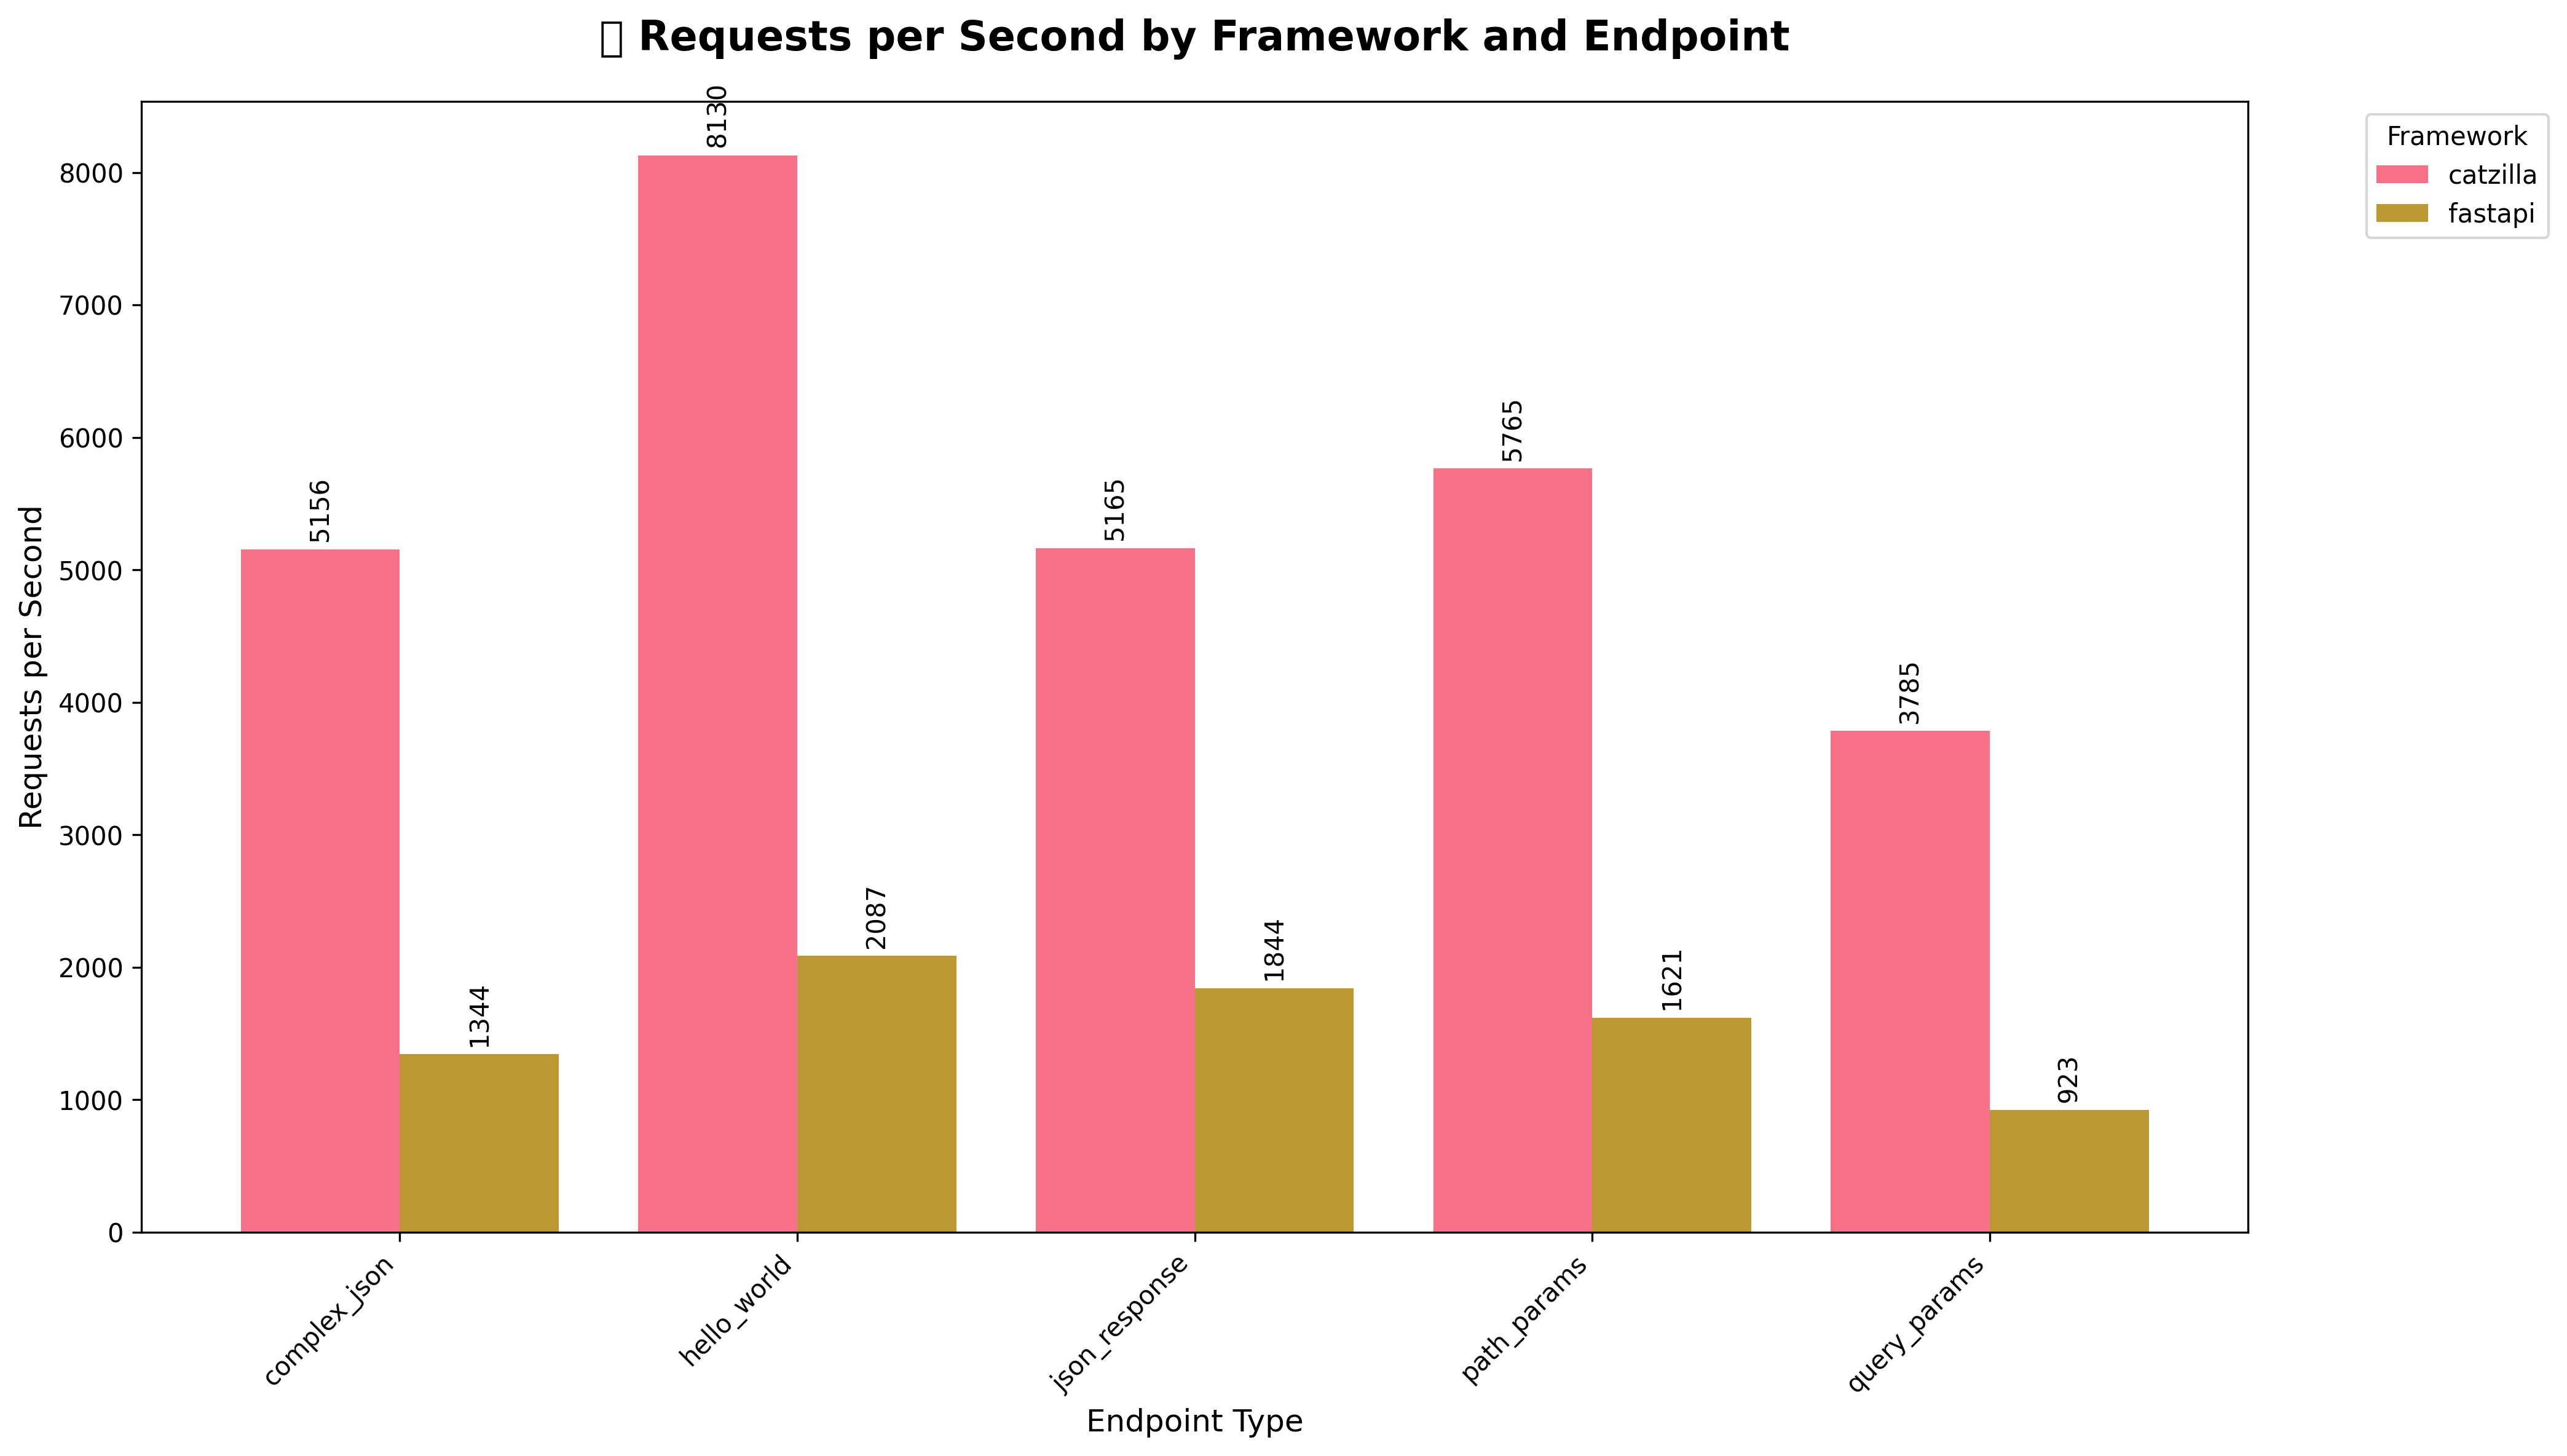 Requests per Second by Framework and Endpoint
Framework
catzilla
fastapi
Requests per Second
8000
7000
6000
5000
4000
3000
2000
1000
0
5156
1344
8130
2087
5165
1844
5765
1621
3785
923
complex_json
hello_world
json_response
path_params
query_params
Endpoint Type